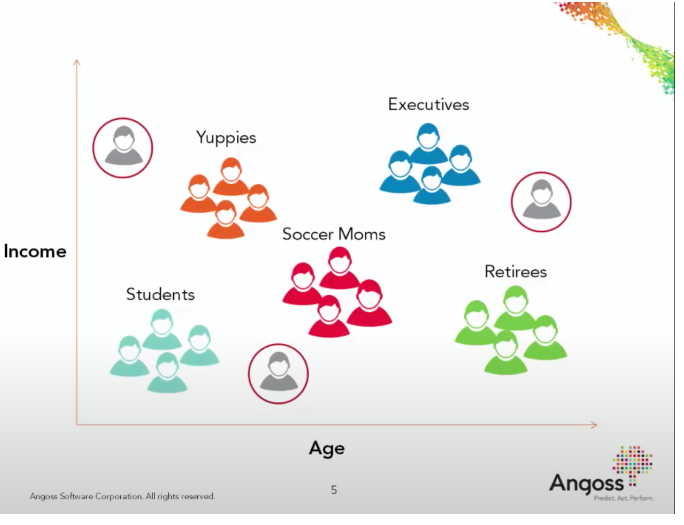 Executives
Yuppies
Soccer Moms
Income
Retirees
Students
Age
Angoss Software Corporation. All rights reserved.
5
Angoss
Predict. Act. Perform.